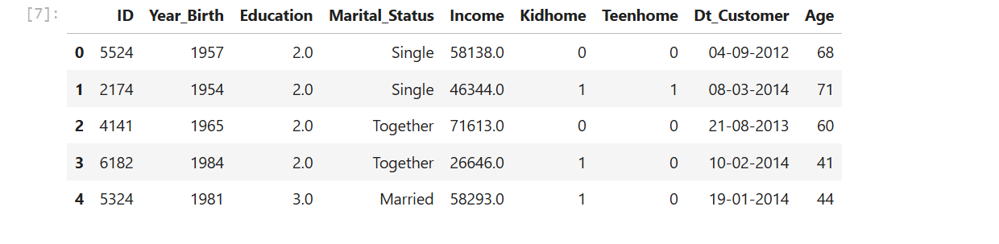 [7]: ID Year_Birth Education Marital_Status Income Kidhome Teenhome Dt_Customer Age
0 5524 1957 2.0 Single 58138.0 0 0 04-09-2012 68
1 2174 1954 2.0 Single 46344.0 1 1 08-03-2014 71
2 4141 1965 2.0 Together 71613.0 0 0 21-08-2013 60
3 6182 1984 2.0 Together 26646.0 1 0 10-02-2014 41
4 5324 1981 3.0 Married 58293.0 1 0 19-01-2014 44